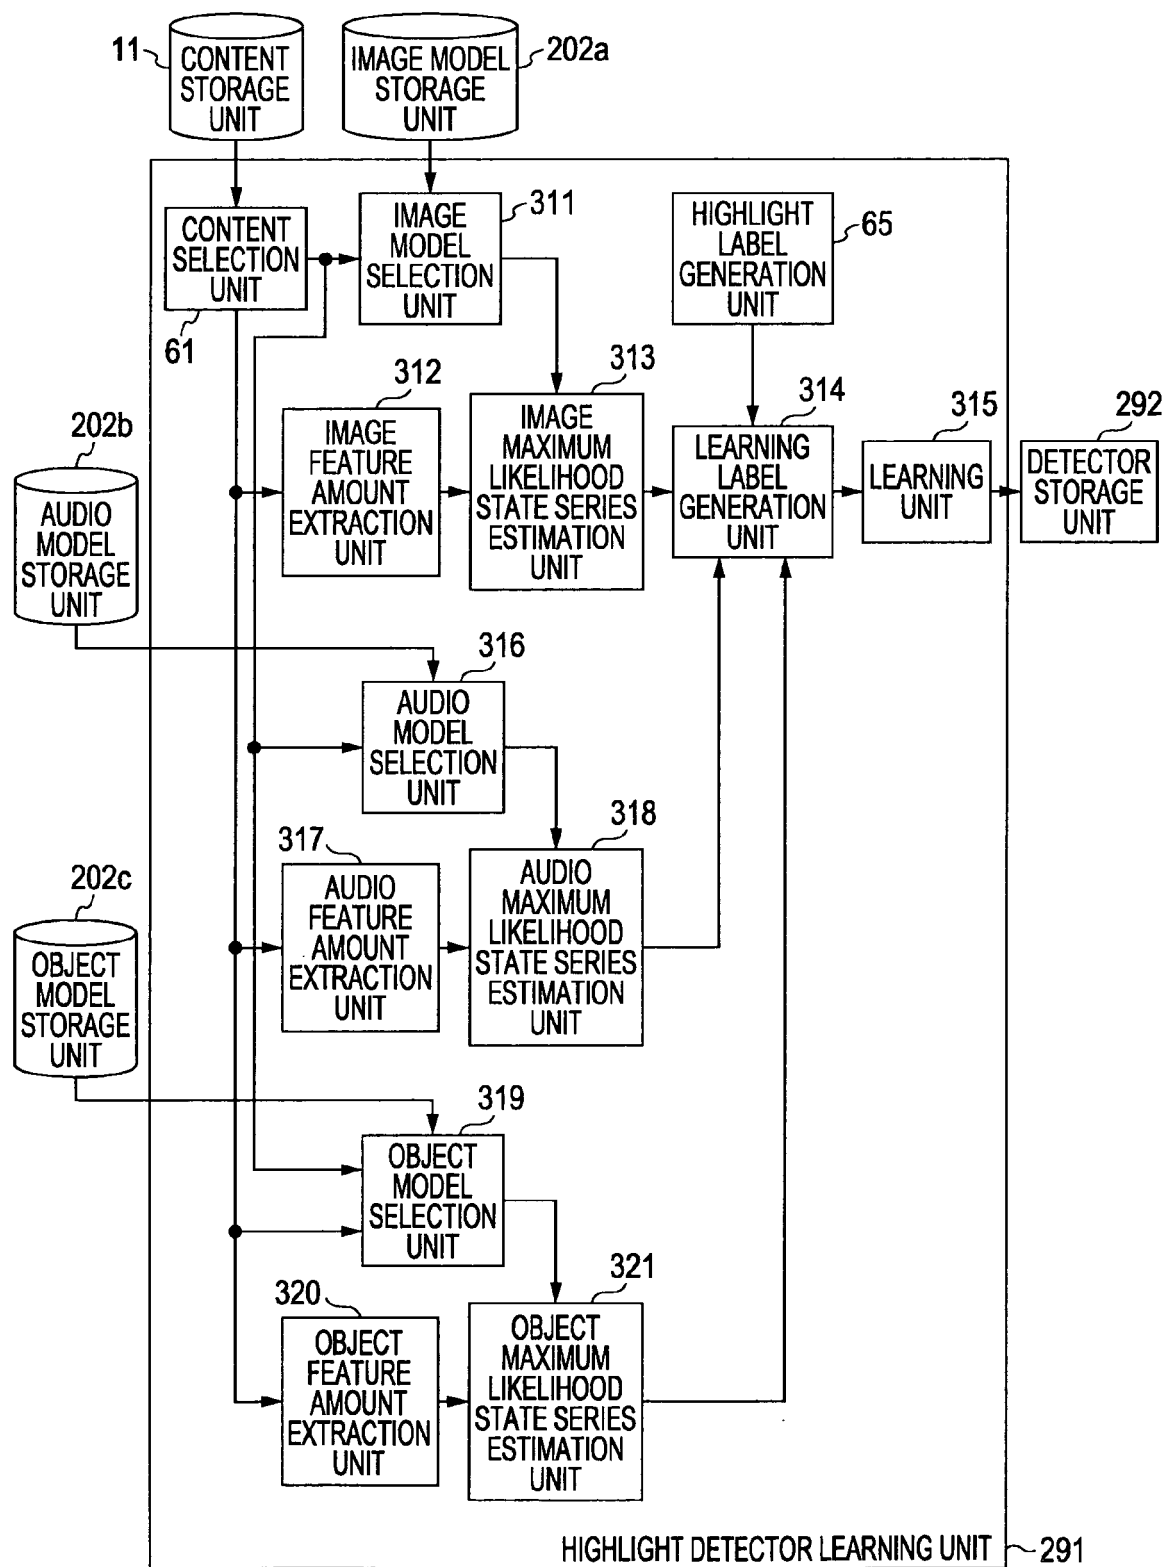 11
CONTENT
STORAGE
UNIT
IMAGE MODEL
STORAGE
UNIT
202a
CONTENT
SELECTION
UNIT
61
IMAGE
MODEL
SELECTION
UNIT
311
HIGHLIGHT
LABEL
GENERATION
UNIT
65
312
IMAGE
FEATURE
AMOUNT
EXTRACTION
UNIT
313
IMAGE
MAXIMUM
LIKELIHOOD
STATE SERIES
ESTIMATION
UNIT
314
LEARNING
LABEL
GENERATION
UNIT
315
LEARNING
UNIT
292
DETECTOR
STORAGE
UNIT
202b
AUDIO
MODEL
STORAGE
UNIT
316
AUDIO
MODEL
SELECTION
UNIT
317
AUDIO
FEATURE
AMOUNT
EXTRACTION
UNIT
318
AUDIO
MAXIMUM
LIKELIHOOD
STATE SERIES
ESTIMATION
UNIT
202c
OBJECT
MODEL
STORAGE
UNIT
319
OBJECT
MODEL
SELECTION
UNIT
320
OBJECT
FEATURE
AMOUNT
EXTRACTION
UNIT
321
OBJECT
MAXIMUM
LIKELIHOOD
STATE SERIES
ESTIMATION
UNIT
HIGHLIGHT DETECTOR LEARNING UNIT
291